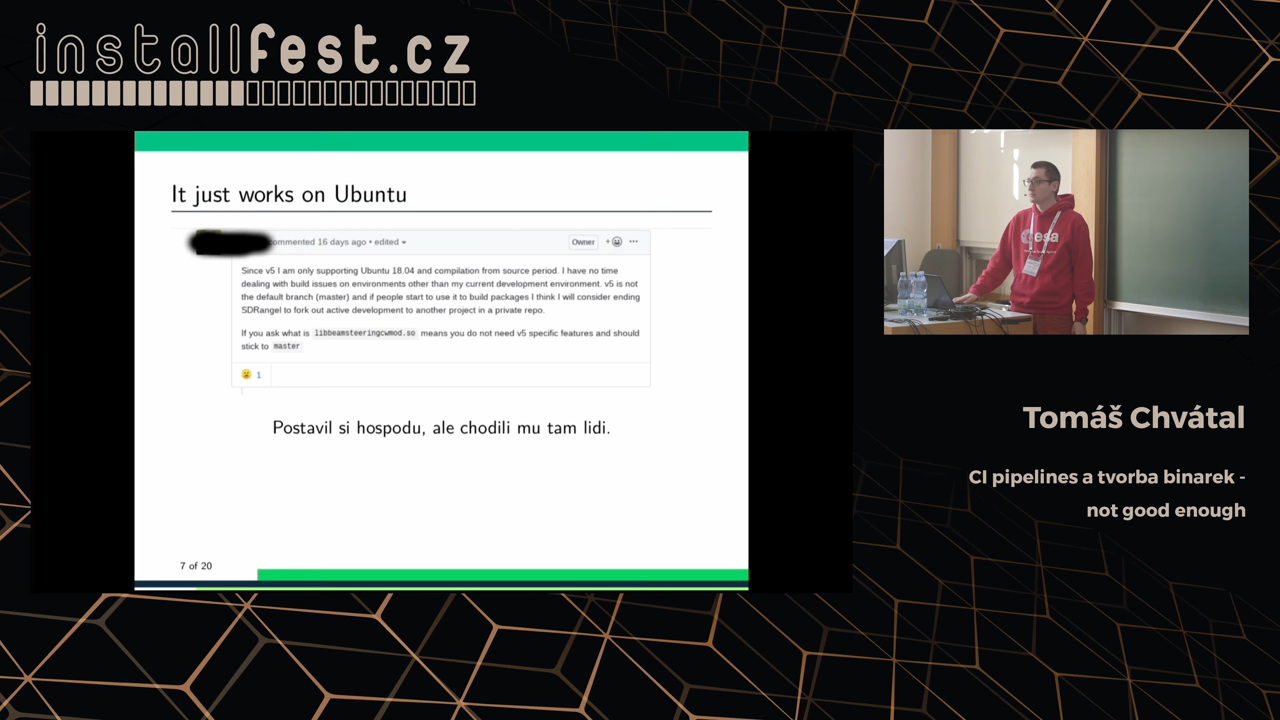 installfest.cz
It just works on Ubuntu
commented 16 days ago • edited
Owner
Since v5 I am only supporting Ubuntu 18.04 and compilation from source period. I have no time
dealing with build issues on environments other than my current development environment. v5 is not
the default branch (master) and if people start to use it to build packages I think I will consider ending
SDRangel to fork out active development to another project in a private repo.
If you ask what is libbeamsteeringcwmod.so means you do not need v5 specific features and should
stick to master
1
Postavil si hospodu, ale chodili mu tam lidi.
7 of 20
esa
Tomáš Chvátal
CI pipelines a tvorba binarek -
not good enough